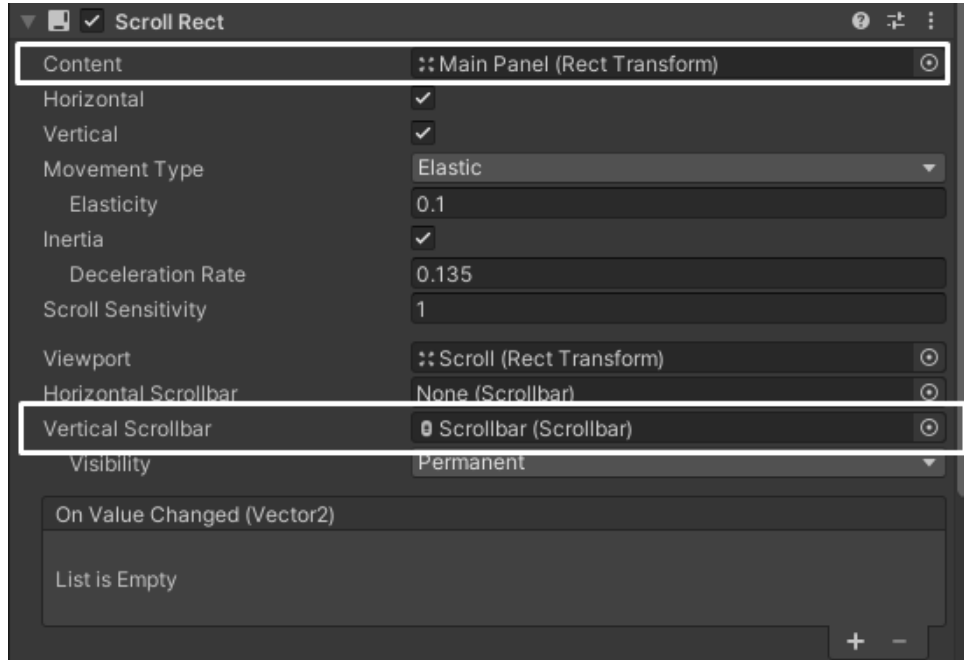 Scroll Rect
Content Main Panel (Rect Transform)
Horizontal
Vertical
Movement Type Elastic
Elasticity 0.1
Inertia
Deceleration Rate 0.135
Scroll Sensitivity 1
Viewport Scroll (Rect Transform)
Horizontal Scrollbar None (Scrollbar)
Vertical Scrollbar Scrollbar (Scrollbar)
Visibility Permanent
On Value Changed (Vector2)
List is Empty